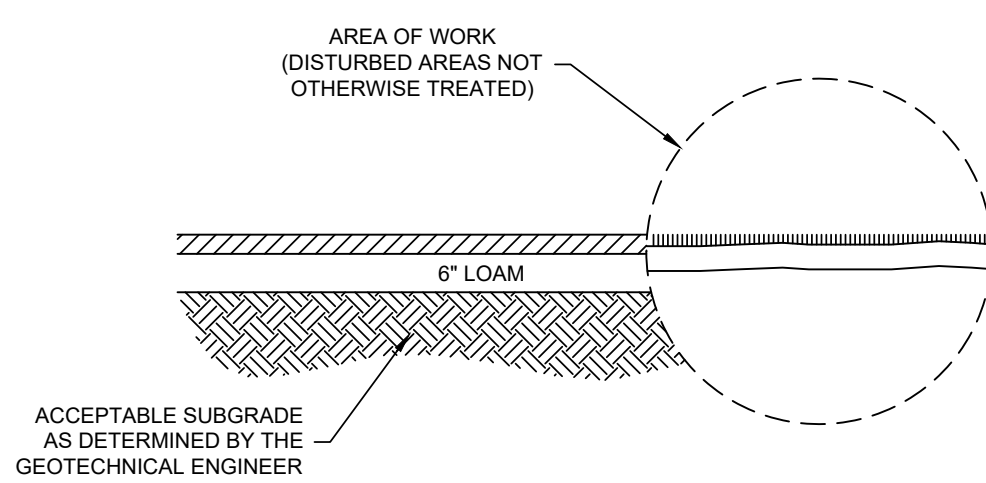 AREA OF WORK
(DISTURBED AREAS NOT
OTHERWISE TREATED)
6" LOAM
ACCEPTABLE SUBGRADE
AS DETERMINED BY THE
GEOTECHNICAL ENGINEER